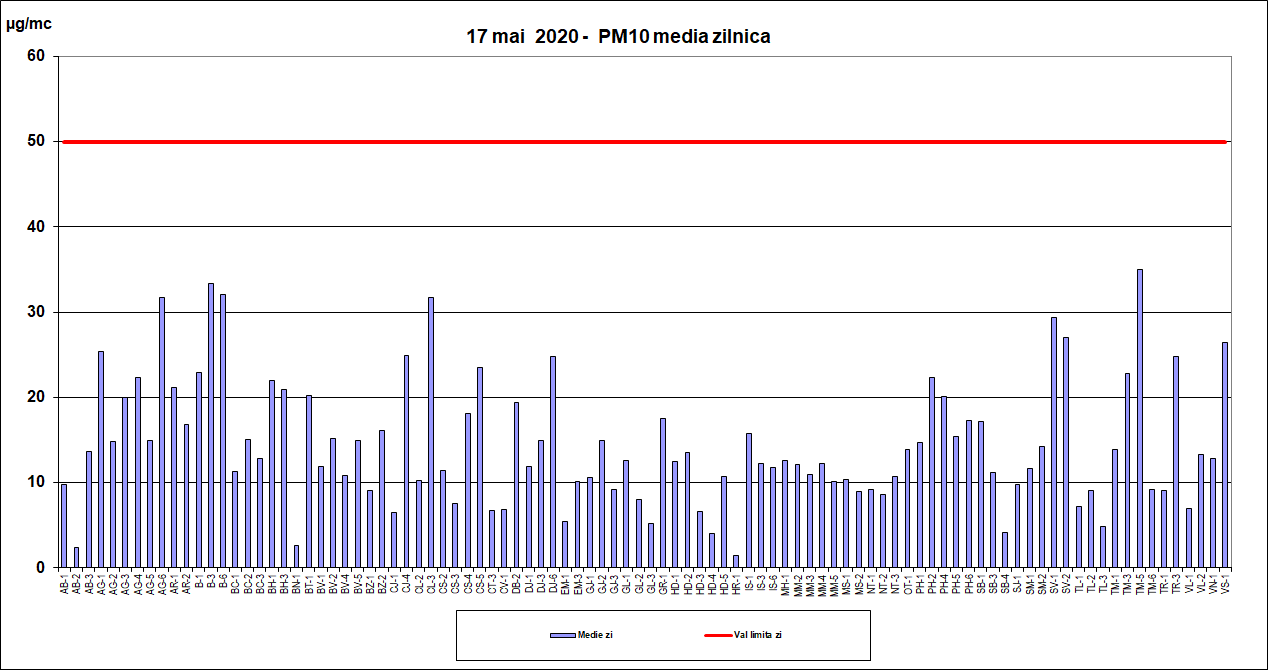 µg/mc
17 mai 2020 - PM10 media zilnica
60
50
40
30
20
10
0
AB-1 AB-2 AB-3 AG-1 AG-2 AG-3 AG-4 AG-5 AG-6 AR-1 AR-2 B-1 B-3 B-6 BC-1 BC-2 BC-3 BH-1 BH-3 BN-1 BT-1 BV-1 BV-2 BV-4 BV-5 BZ-1 BZ-2 CJ-1 CJ-4 CL-2 CL-3 CS-2 CS-3 CS-4 CS-5 CT-3 CV-1 DB-2 DJ-1 DJ-3 DJ-6 EM-1 EM-3 GJ-1 GJ-2 GJ-3 GL-1 GL-2 GL-3 GR-1 HD-1 HD-2 HD-3 HD-4 HD-5 HR-1 IS-1 IS-3 IS-6 MH-1 MM-2 MM-3 MM-4 MM-5 MS-1 MS-2 NT-1 NT-2 NT-3 OT-1 PH-1 PH-2 PH-4 PH-5 PH-6 SB-1 SB-3 SB-4 SJ-1 SM-1 SM-2 SV-1 SV-2 TL-1 TL-2 TL-3 TM-1 TM-3 TM-5 TM-6 TR-1 TR-3 VL-1 VL-2 VN-1 VS-1
Medie zi Val limita zi